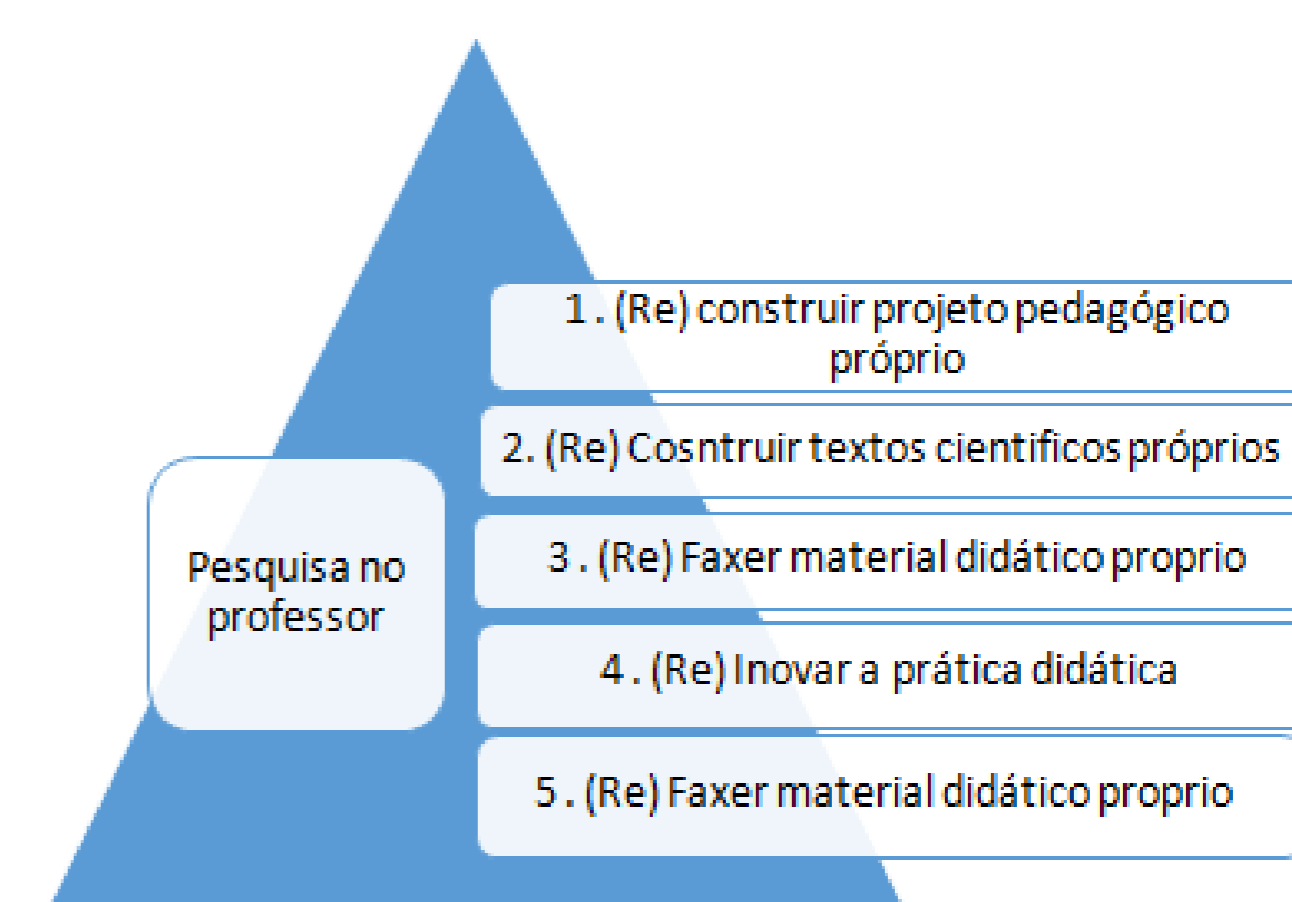 1. (Re) construir projeto pedagógico
próprio
2. (Re) Cosntruir textos cientificos próprios
3. (Re) Faxer material didático proprio
4. (Re) Inovar a prática didática
5. (Re) Faxer material didático proprio
Pesquisa no
professor